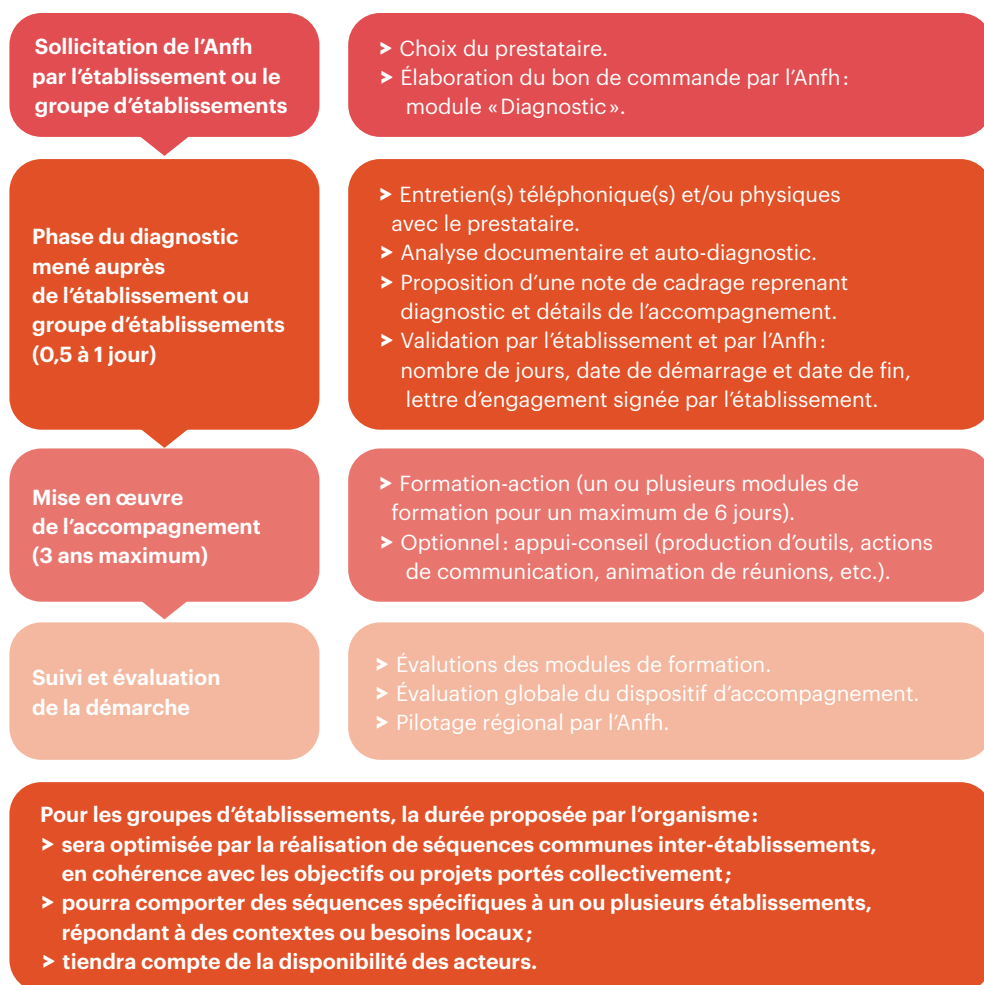 Sollicitation de l'Anfh
par l'établissement ou le
groupe d'établissements
> Choix du prestataire.
> Élaboration du bon de commande par l'Anfh :
module « Diagnostic ».
Phase du diagnostic
mené auprès
de l'établissement ou
groupe d'établissements
(0,5 à 1 jour)
> Entretien(s) téléphonique(s) et/ou physiques
avec le prestataire.
> Analyse documentaire et auto-diagnostic.
> Proposition d'une note de cadrage reprenant
diagnostic et détails de l'accompagnement.
> Validation par l'établissement et par l'Anfh :
nombre de jours, date de démarrage et date de fin,
lettre d'engagement signée par l'établissement.
Mise en œuvre
de l'accompagnement
(3 ans maximum)
> Formation-action (un ou plusieurs modules de
formation pour un maximum de 6 jours).
> Optionnel : appui-conseil (production d'outils, actions
de communication, animation de réunions, etc.).
Suivi et évaluation
de la démarche
> Évalutions des modules de formation.
> Évaluation globale du dispositif d'accompagnement.
> Pilotage régional par l'Anfh.
Pour les groupes d'établissements, la durée proposée par l'organisme :
> sera optimisée par la réalisation de séquences communes inter-établissements,
en cohérence avec les objectifs ou projets portés collectivement ;
> pourra comporter des séquences spécifiques à un ou plusieurs établissements,
répondant à des contextes ou besoins locaux ;
> tiendra compte de la disponibilité des acteurs.